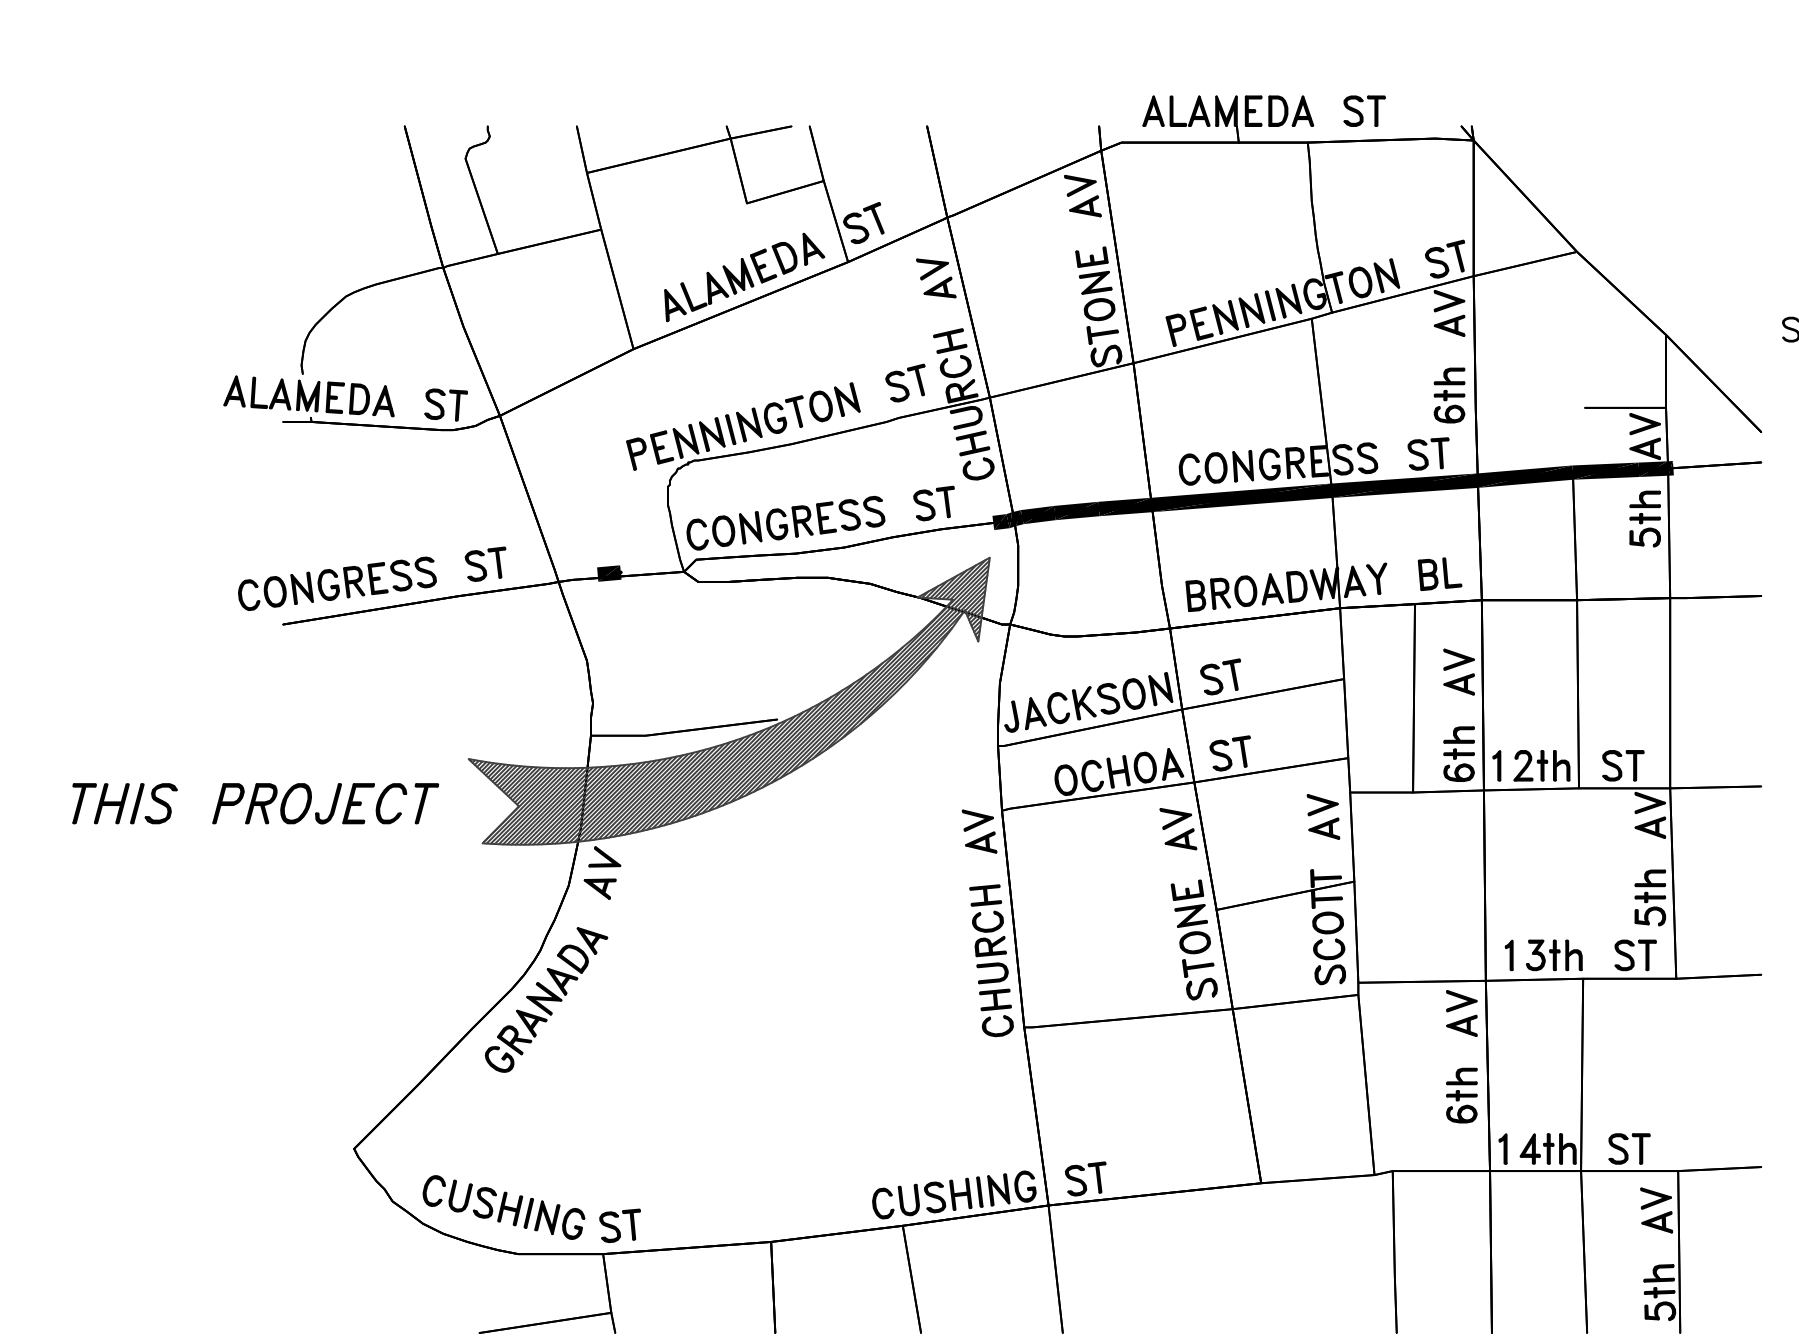 ALAMEDA ST
ALAMEDA ST
STONE AV
CHURCH AV
PENNINGTON ST
6th AV
S
ALAMEDA ST
PENNINGTON ST
CONGRESS ST
5th AV
CONGRESS ST
CONGRESS ST
BROADWAY BL
JACKSON ST
6th AV
OCHOA ST
12th ST
THIS PROJECT
GRANADA AV
CHURCH AV
STONE AV
SCOTT AV
5th AV
13th ST
6th AV
14th ST
CUSHING ST
CUSHING ST
5th AV